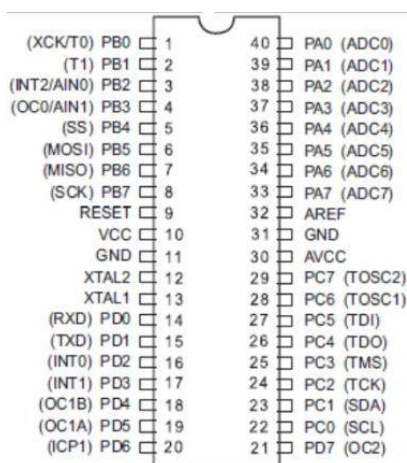 (XCK/T0) PB0 1 40 PA0 (ADC0)
(T1) PB1 2 39 PA1 (ADC1)
(INT2/AIN0) PB2 3 38 PA2 (ADC2)
(OC0/AIN1) PB3 4 37 PA3 (ADC3)
(SS) PB4 5 36 PA4 (ADC4)
(MOSI) PB5 6 35 PA5 (ADC5)
(MISO) PB6 7 34 PA6 (ADC6)
(SCK) PB7 8 33 PA7 (ADC7)
RESET 9 32 AREF
VCC 10 31 GND
GND 11 30 AVCC
XTAL2 12 29 PC7 (TOSC2)
XTAL1 13 28 PC6 (TOSC1)
(RXD) PD0 14 27 PC5 (TDI)
(TXD) PD1 15 26 PC4 (TDO)
(INT0) PD2 16 25 PC3 (TMS)
(INT1) PD3 17 24 PC2 (TCK)
(OC1B) PD4 18 23 PC1 (SDA)
(OC1A) PD5 19 22 PC0 (SCL)
(ICP1) PD6 20 21 PD7 (OC2)